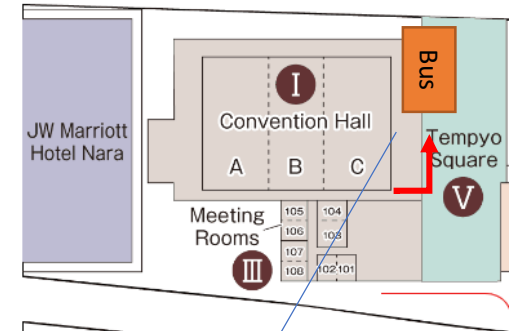 Bus
I
JW Marriott
Hotel Nara
Convention Hall
A B C
Tempyo
Square
V
Meeting
Rooms
III
105 104
106 103
107
108 102 101